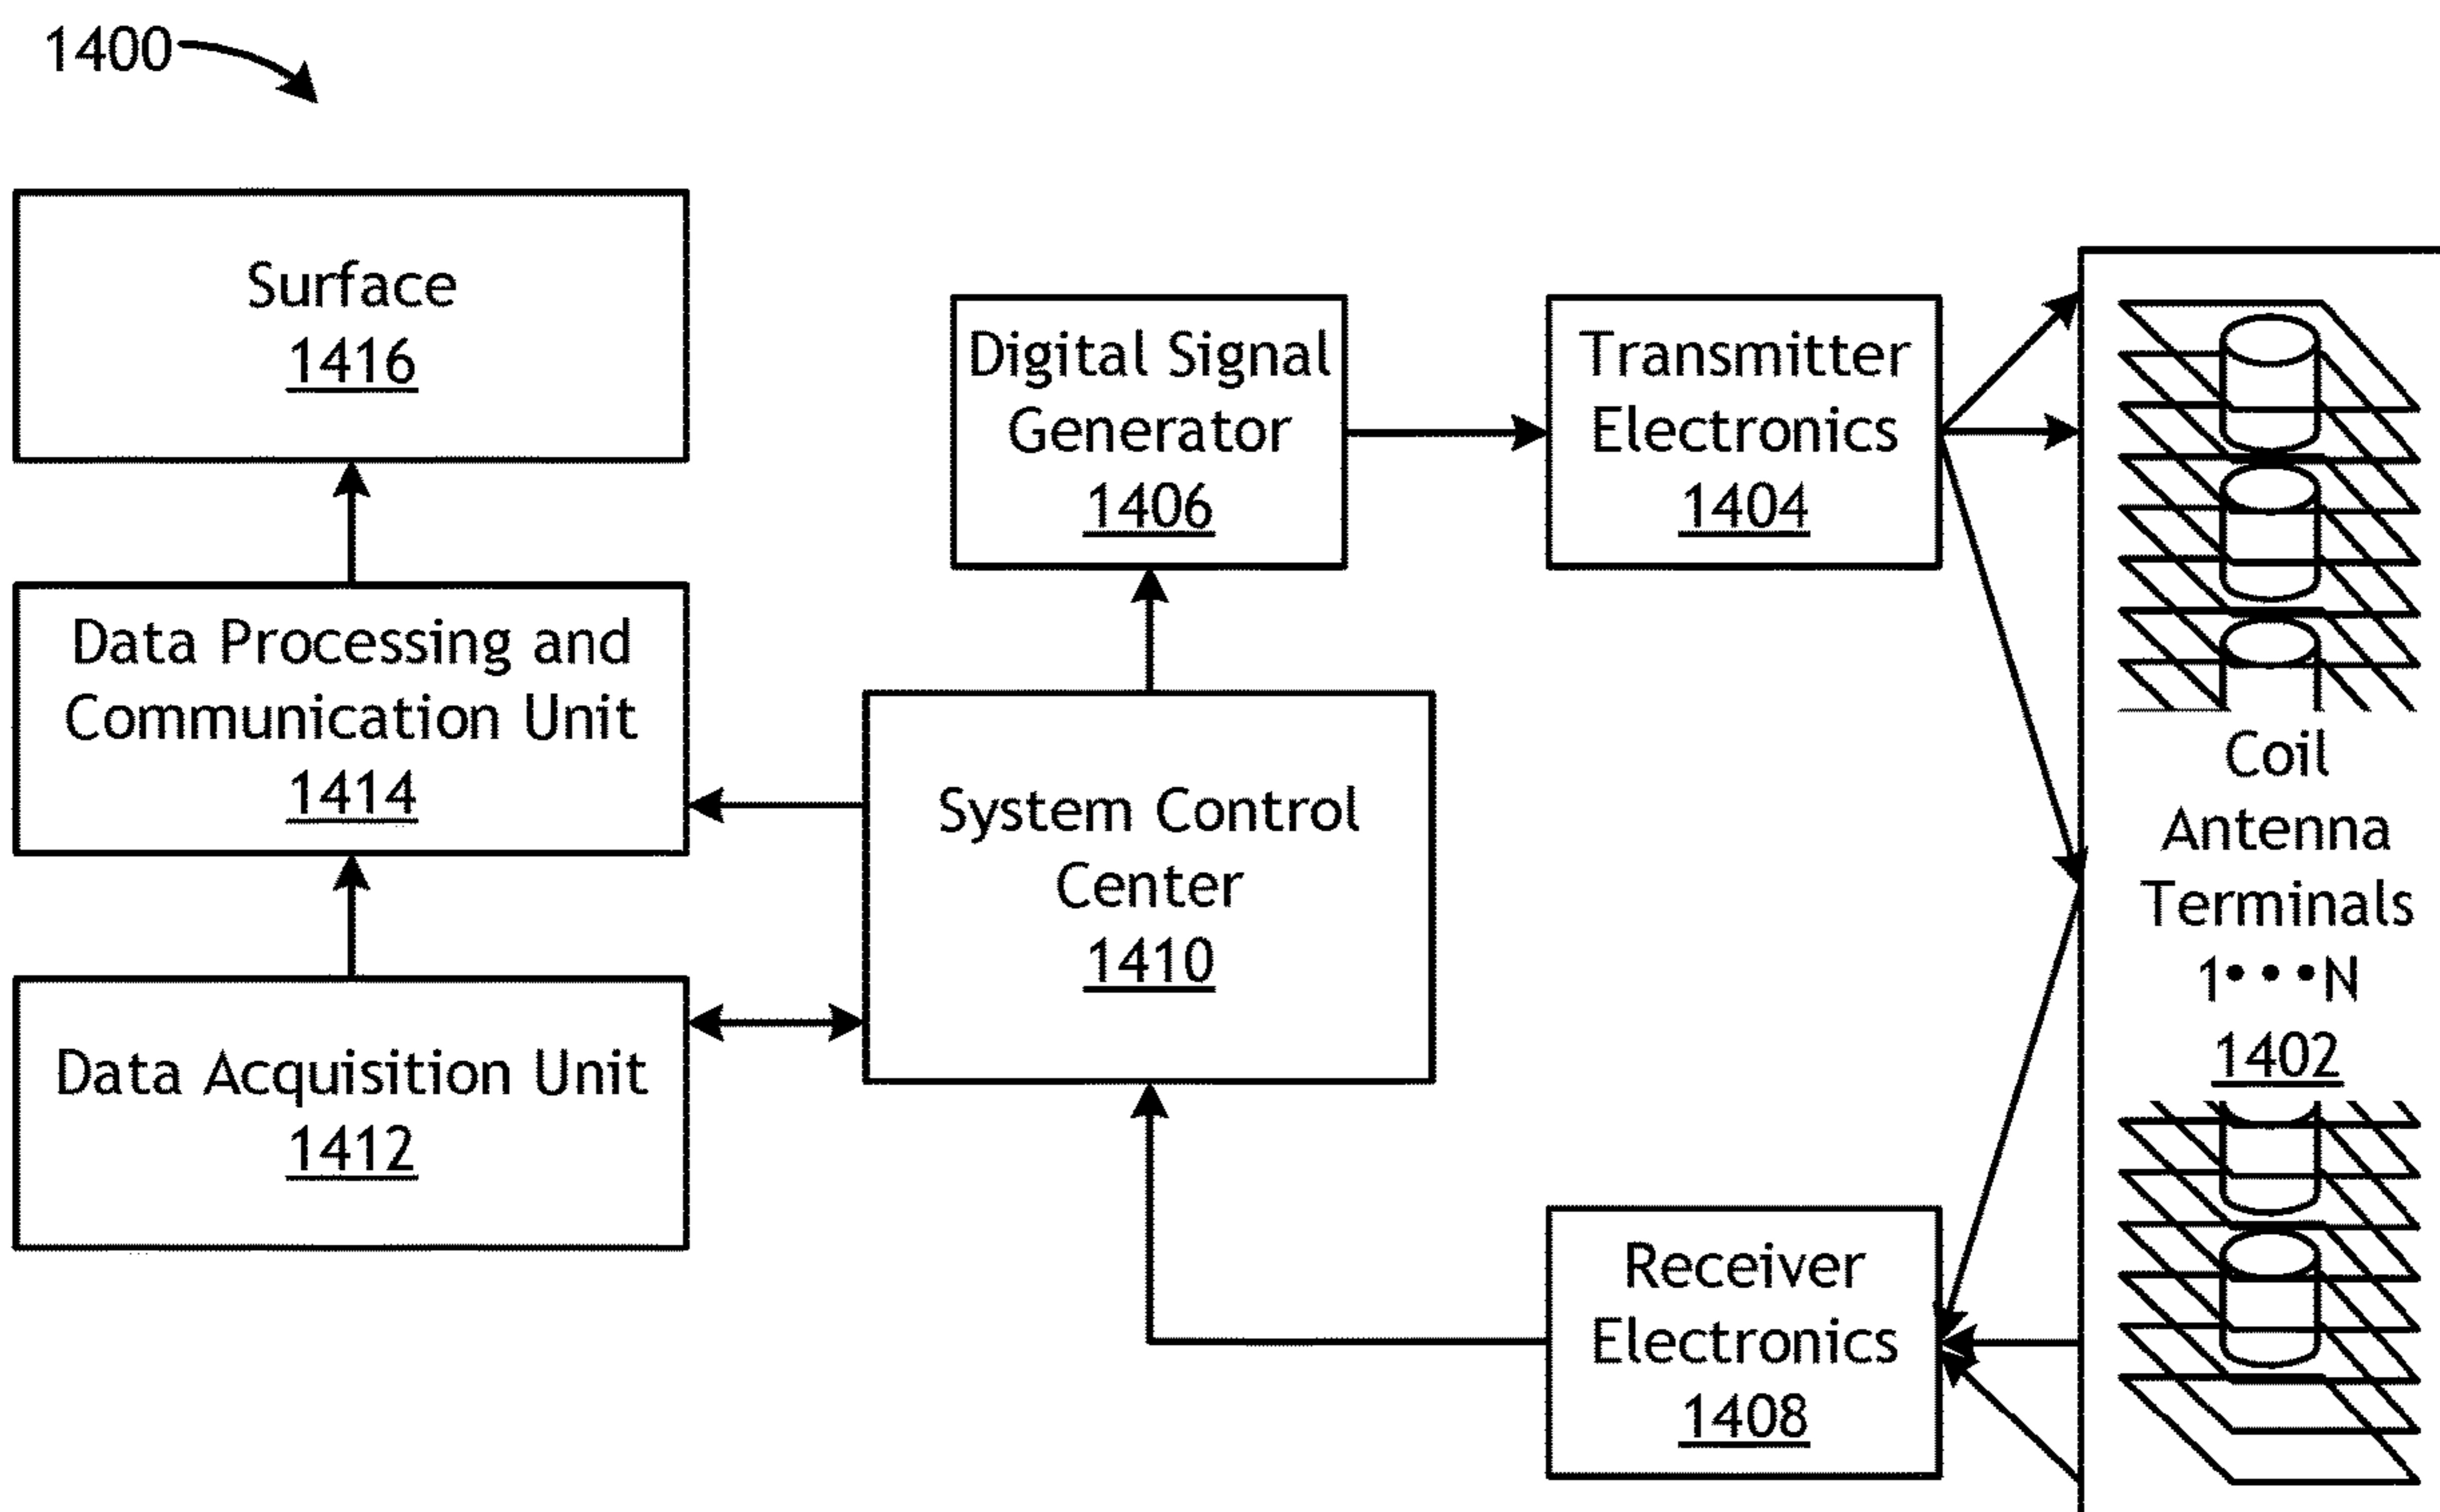 1400
Surface
1416
Data Processing and
Communication Unit
1414
Data Acquisition Unit
1412
Digital Signal
Generator
1406
System Control
Center
1410
Transmitter
Electronics
1404
Receiver
Electronics
1408
Coil
Antenna
Terminals
1•••N
1402